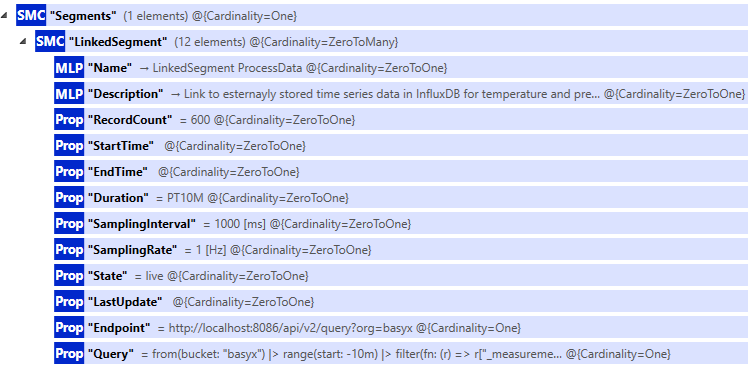 SMC "Segments" (1 elements) @{Cardinality=One}
SMC "LinkedSegment" (12 elements) @{Cardinality=ZeroToMany}
MLP "Name" → LinkedSegment ProcessData @{Cardinality=ZeroToOne}
MLP "Description" → Link to esternayly stored time series data in InfluxDB for temperature and pre... @{Cardinality=ZeroToOne}
Prop "RecordCount" = 600 @{Cardinality=ZeroToOne}
Prop "StartTime" @{Cardinality=ZeroToOne}
Prop "EndTime" @{Cardinality=ZeroToOne}
Prop "Duration" = PT10M @{Cardinality=ZeroToOne}
Prop "SamplingInterval" = 1000 [ms] @{Cardinality=ZeroToOne}
Prop "SamplingRate" = 1 [Hz] @{Cardinality=ZeroToOne}
Prop "State" = live @{Cardinality=ZeroToOne}
Prop "LastUpdate" @{Cardinality=ZeroToOne}
Prop "Endpoint" = http://localhost:8086/api/v2/query?org=basyx @{Cardinality=One}
Prop "Query" = from(bucket: "basyx") |> range(start: -10m) |> filter(fn: (r) => r["_measureme... @{Cardinality=One}